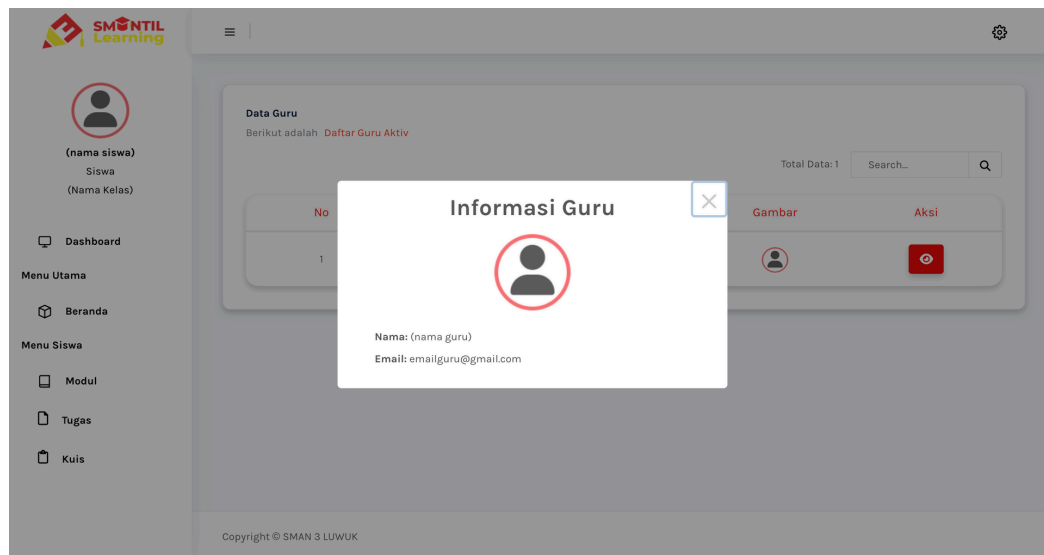 SMANTIL
Learning
(nama siswa)
Siswa
(Nama Kelas)
Dashboard
Menu Utama
Beranda
Menu Siswa
Modul
Tugas
Kuis
Data Guru
Berikut adalah Daftar Guru Aktiv
Total Data: 1
Search...
No
Gambar
Aksi
1
Informasi Guru
Nama: (nama guru)
Email: emailguru@gmail.com
Copyright © SMAN 3 LUWUK